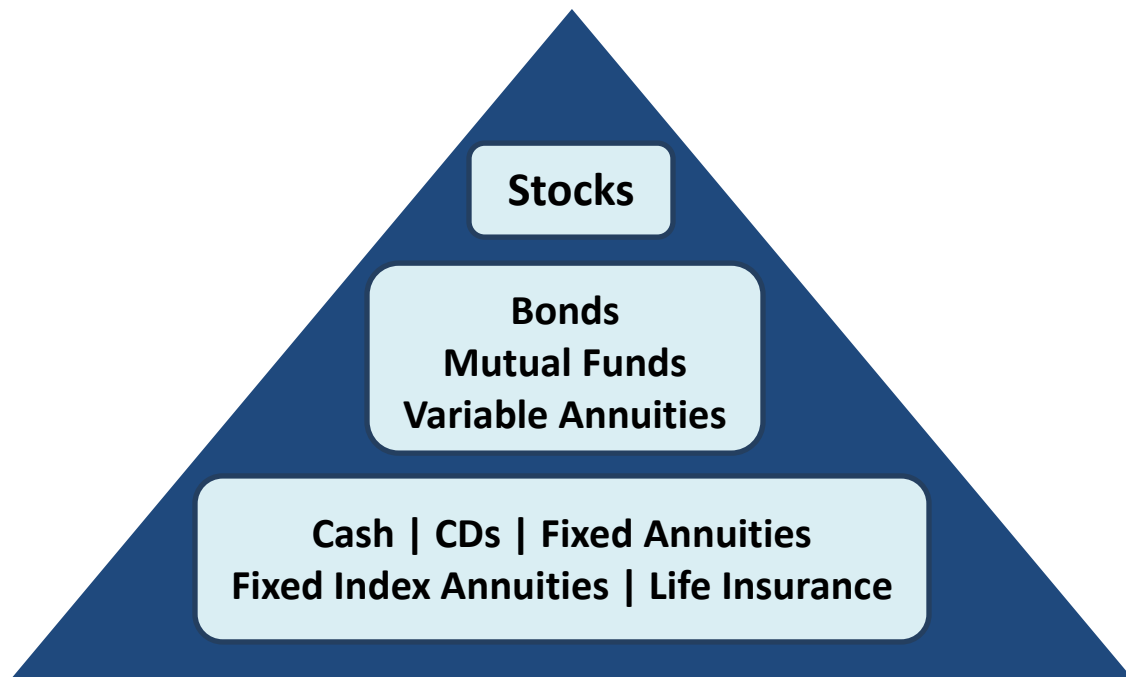 Stocks
Bonds
Mutual Funds
Variable Annuities
Cash | CDs | Fixed Annuities
Fixed Index Annuities | Life Insurance